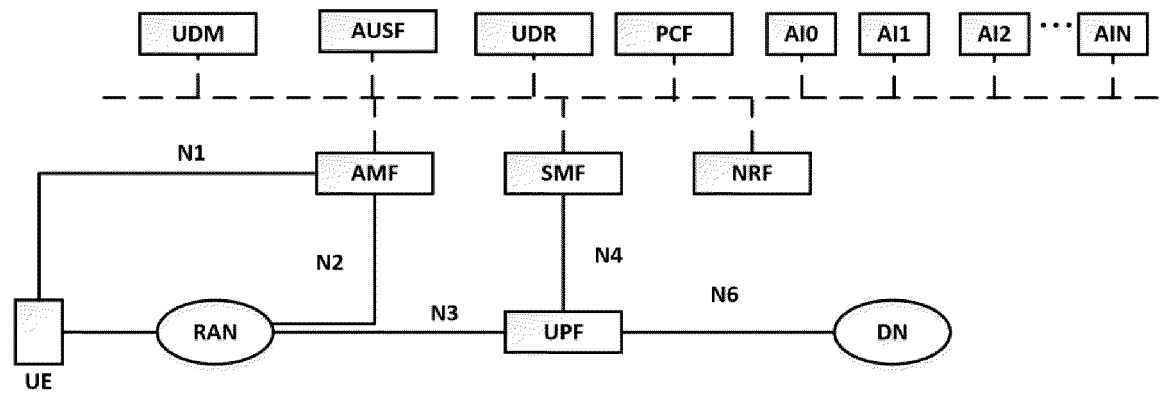 UDM AUSF UDR PCF AI0 AI1 AI2 ••• AIN
N1 AMF SMF NRF
N2 N4
N3 N6
RAN UPF DN
UE